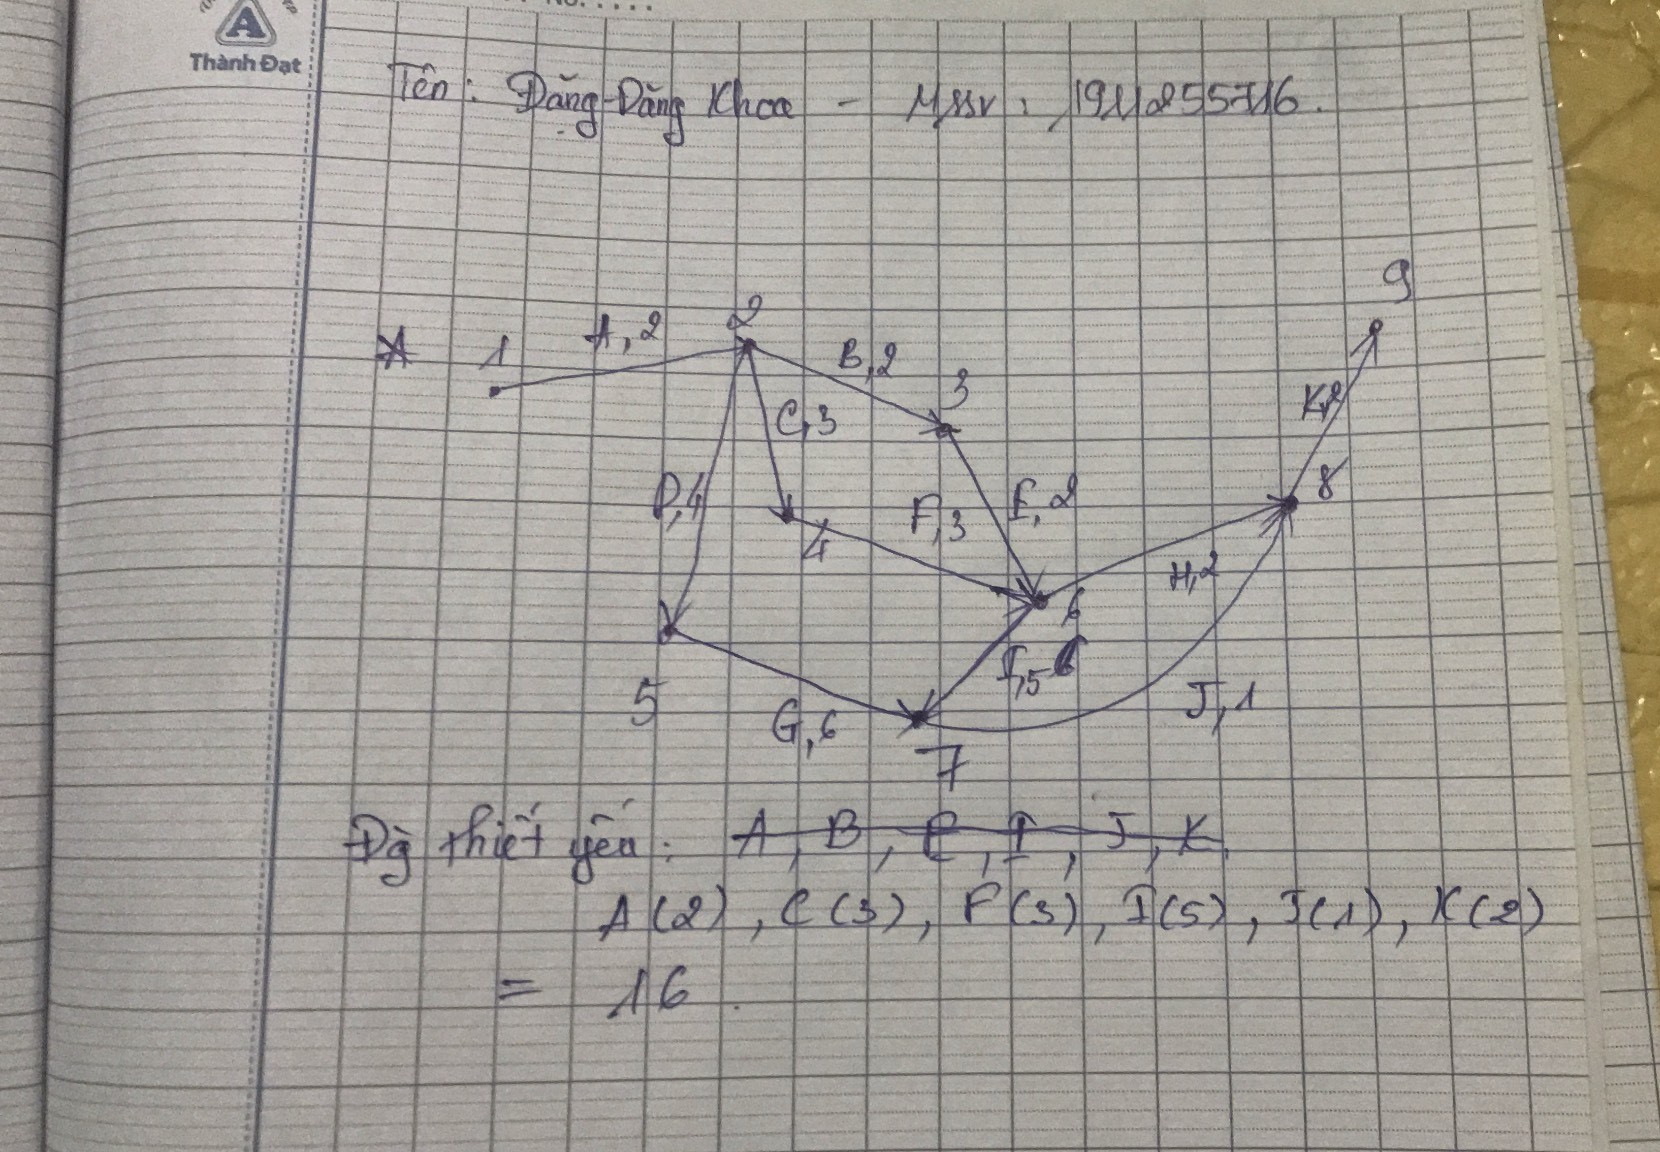 No. . . . .
A
Thành Đạt
Tên: Đặng Đăng Khoa - Mssv: 1911255716.
9
A 1 A, 2 2 B, 2 3
K, 2
C, 3
D, 4 F, 3 E, 2 8
4
H, 2
6
I, 5
5 G, 6 J, 1
7
Đg thiết yếu: A, B, E, I, J, K.
A (2), C (3), F (3), I (5), J (1), K (2)
= 16.